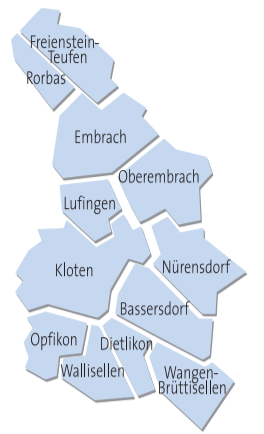 Freienstein-
Teufen
Rorbas
Embrach
Oberembrach
Lufingen
Kloten
Nürensdorf
Bassersdorf
Opfikon
Dietlikon
Wallisellen
Wangen-
Brüttisellen